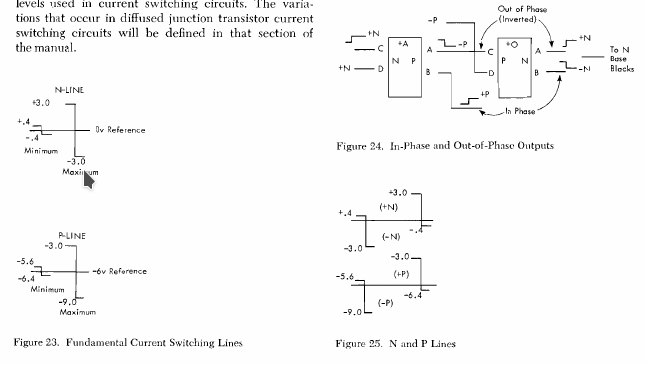 levels used in current switching circuits. The varia-
tions that occur in diffused junction transistor current
switching circuits will be defined in that section of
the manual.
N-LINE
+3.0
+.4
0v Reference
-.4
Minimum
-3.0
Maximum
P-LINE
-3.0
-5.6
-6v Reference
-6.4
Minimum
-9.0
Maximum
Figure 23. Fundamental Current Switching Lines
Out of Phase
(Inverted)
-P
+N
+A
+O
+N
C
A
-P
C
A
To N
N P
P N
Base
+N
D
B
D
B
-N
Blocks
+P
In Phase
Figure 24. In-Phase and Out-of-Phase Outputs
+3.0
+.4
(+N)
-.4
(-N)
-3.0
-3.0
-5.6
(+P)
-6.4
(-P)
-9.0
Figure 25. N and P Lines